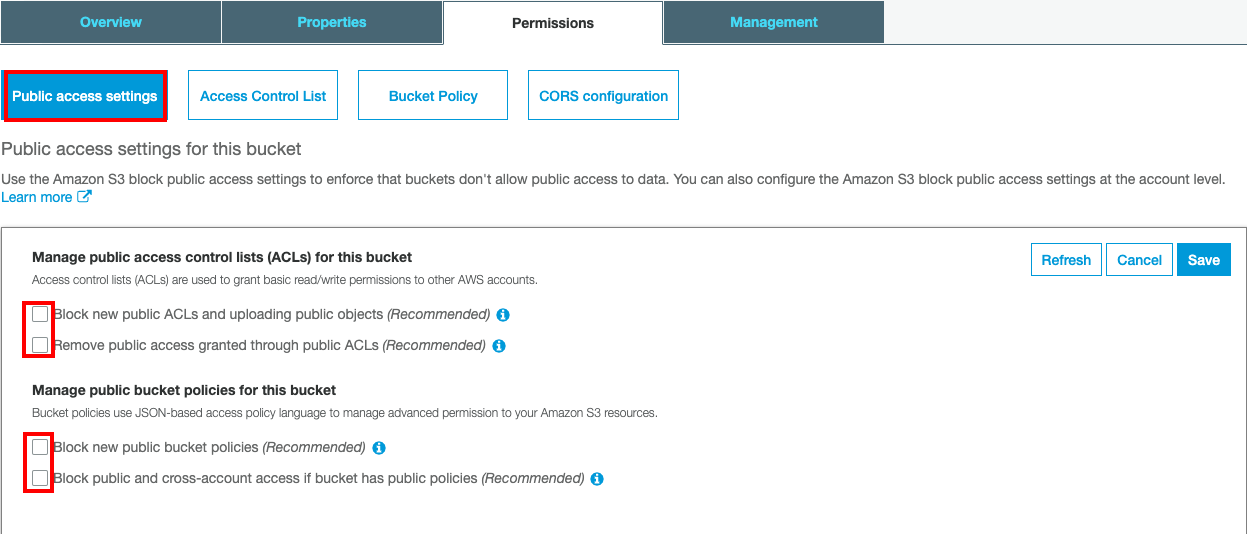 Overview
Properties
Permissions
Management
Public access settings
Access Control List
Bucket Policy
CORS configuration
Public access settings for this bucket
Use the Amazon S3 block public access settings to enforce that buckets don't allow public access to data. You can also configure the Amazon S3 block public access settings at the account level.
Learn more
Manage public access control lists (ACLs) for this bucket
Refresh
Cancel
Save
Access control lists (ACLs) are used to grant basic read/write permissions to other AWS accounts.
Block new public ACLs and uploading public objects (Recommended)
Remove public access granted through public ACLs (Recommended)
Manage public bucket policies for this bucket
Bucket policies use JSON-based access policy language to manage advanced permission to your Amazon S3 resources.
Block new public bucket policies (Recommended)
Block public and cross-account access if bucket has public policies (Recommended)